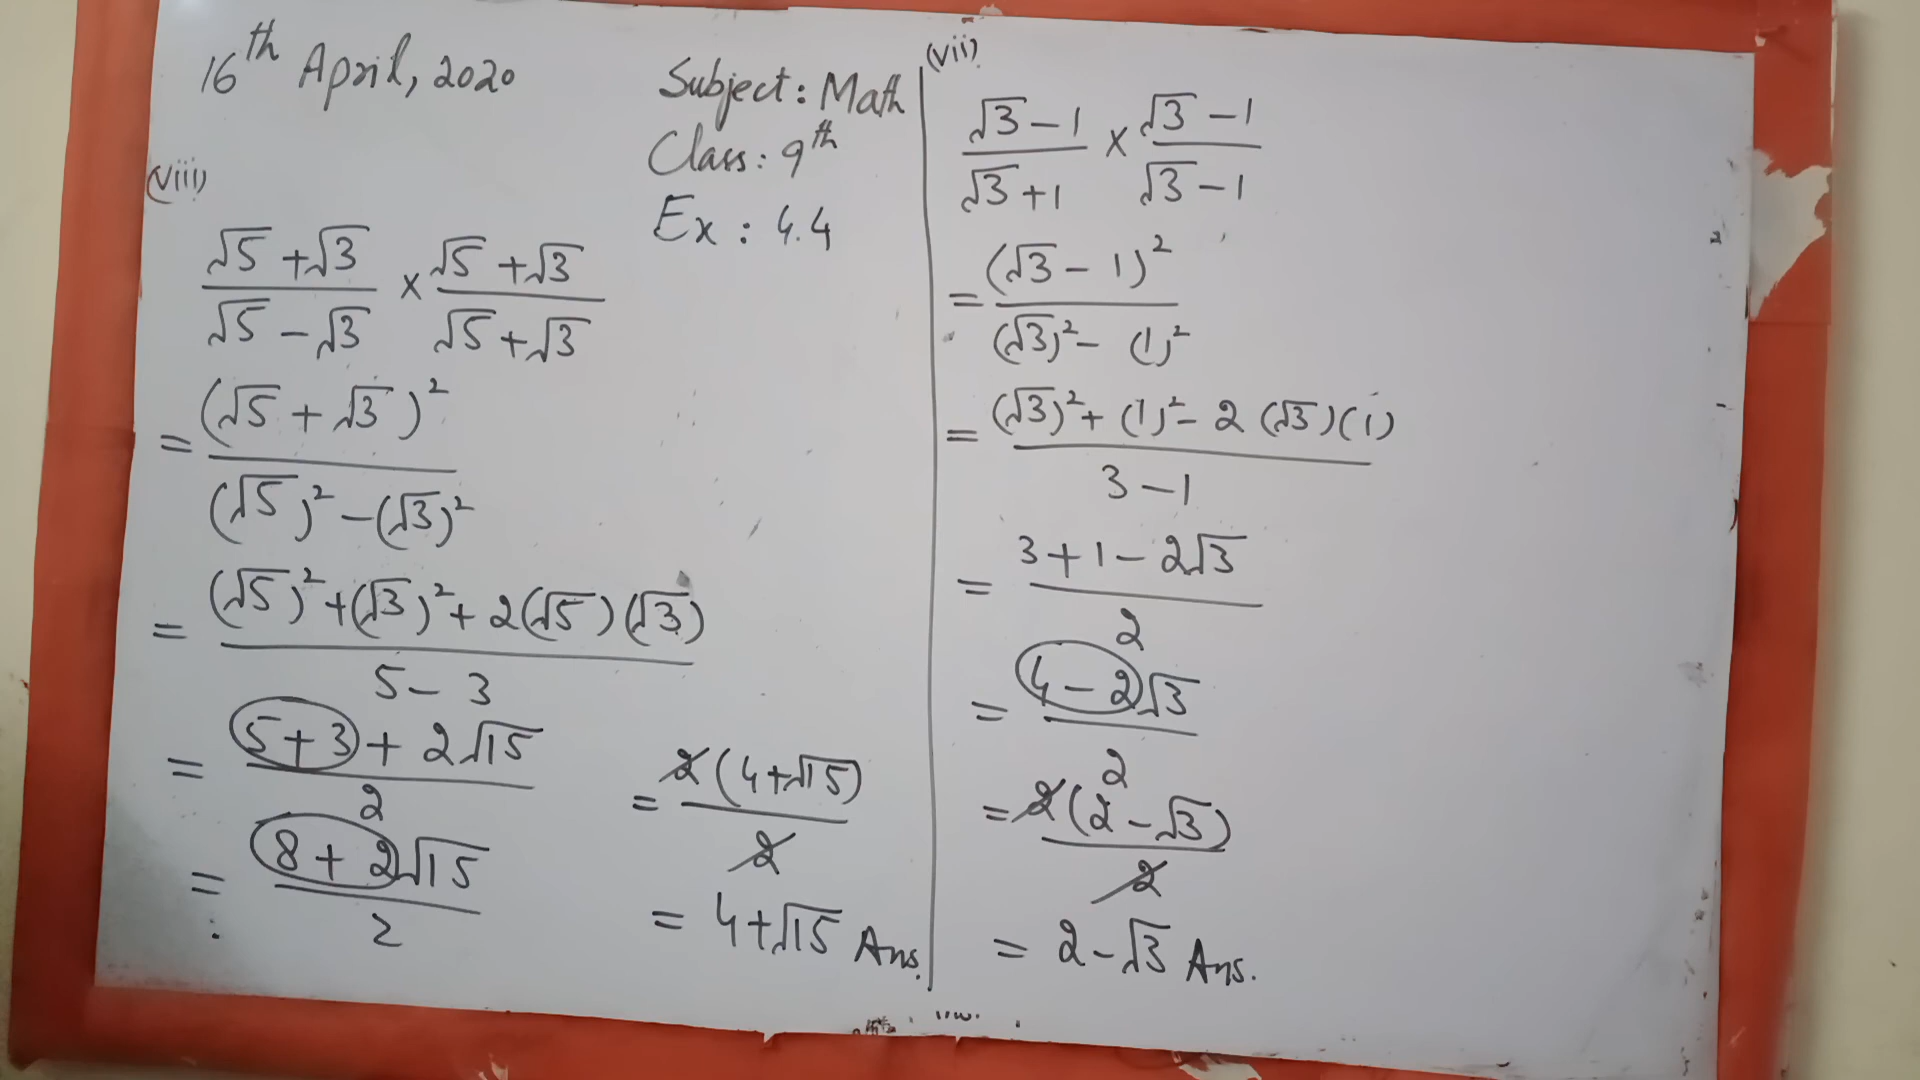 16th April, 2020
Subject: Math
Class: 9th
Ex: 4.4
(viii)
(√5 + √3)/(√5 - √3) × (√5 + √3)/(√5 + √3)
= (√5 + √3)²/((√5)² - (√3)²)
= ((√5)² + (√3)² + 2(√5)(√3))/(5 - 3)
= (5 + 3 + 2√15)/2
= (8 + 2√15)/2
= 2(4 + √15)/2
= 4 + √15 Ans.
(vii)
(√3 - 1)/(√3 + 1) × (√3 - 1)/(√3 - 1)
= (√3 - 1)²/((√3)² - (1)²)
= ((√3)² + (1)² - 2(√3)(1))/(3 - 1)
= (3 + 1 - 2√3)/2
= (4 - 2√3)/2
= 2(2 - √3)/2
= 2 - √3 Ans.